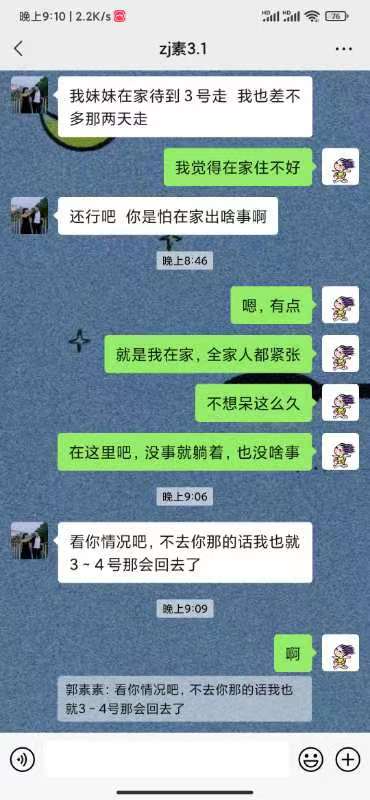 晚上9:10 | 2.2K/s
76
zj素3.1
我妹妹在家待到3号走 我也差不
多那两天走
我觉得在家住不好
还行吧 你是怕在家出啥事啊
晚上8:46
嗯，有点
就是我在家，全家人都紧张
不想呆这么久
在这里吧，没事就躺着，也没啥事
晚上9:06
看你情况吧，不去你那的话我也就
3～4号那会回去了
晚上9:09
啊
郭素素：看你情况吧，不去你那的话我也
就3～4号那会回去了